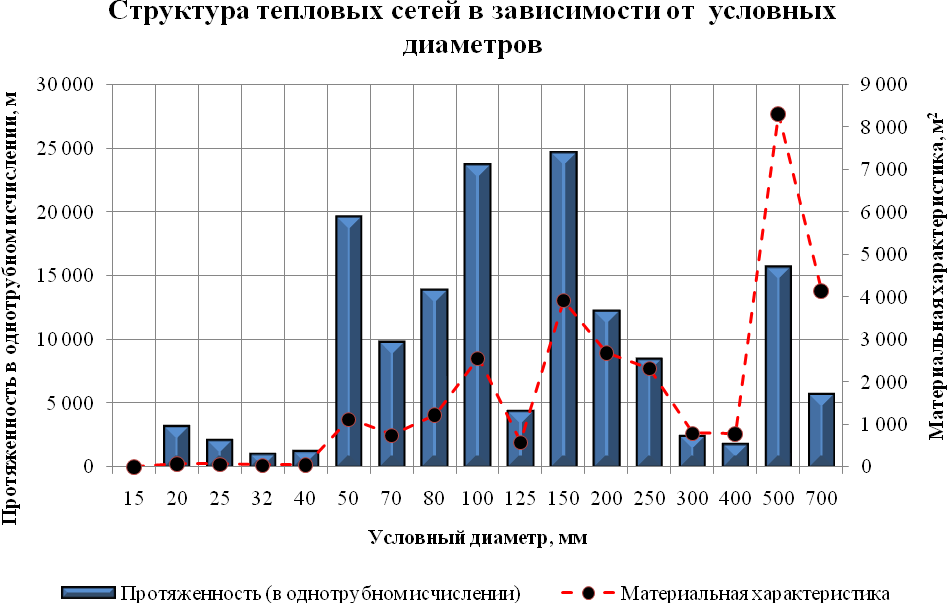 Структура тепловых сетей в зависимости от условных
диаметров
Протяженность в однотрубном исчислении, м
30 000
25 000
20 000
15 000
10 000
5 000
0
9 000
8 000
7 000
6 000
5 000
4 000
3 000
2 000
1 000
0
Материальная характеристика, м²
15 20 25 32 40 50 70 80 100 125 150 200 250 300 400 500 700
Условный диаметр, мм
Протяженность (в однотрубном исчислении)
Материальная характеристика